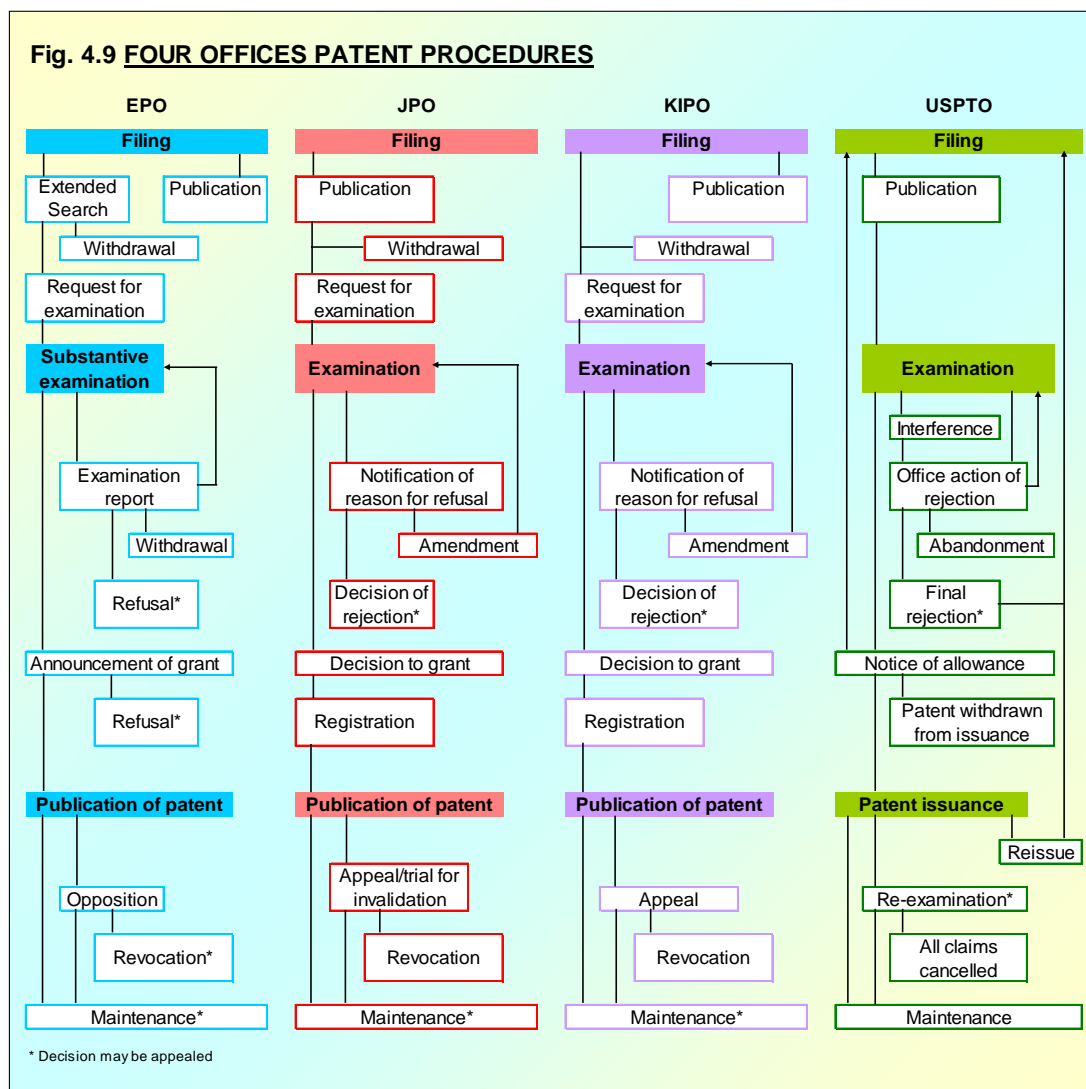 Fig. 4.9 FOUR OFFICES PATENT PROCEDURES
EPO
Filing
Extended
Search
Publication
Withdrawal
Request for
examination
Substantive
examination
Examination
report
Withdrawal
Refusal*
Announcement of grant
Refusal*
Publication of patent
Opposition
Revocation*
Maintenance*
JPO
Filing
Publication
Withdrawal
Request for
examination
Examination
Notification of
reason for refusal
Amendment
Decision of
rejection*
Decision to grant
Registration
Publication of patent
Appeal/trial for
invalidation
Revocation
Maintenance*
KIPO
Filing
Publication
Withdrawal
Request for
examination
Examination
Notification of
reason for refusal
Amendment
Decision of
rejection*
Decision to grant
Registration
Publication of patent
Appeal
Revocation
Maintenance*
USPTO
Filing
Publication
Examination
Interference
Office action of
rejection
Abandonment
Final
rejection*
Notice of allowance
Patent withdrawn
from issuance
Patent issuance
Reissue
Re-examination*
All claims
cancelled
Maintenance
* Decision may be appealed